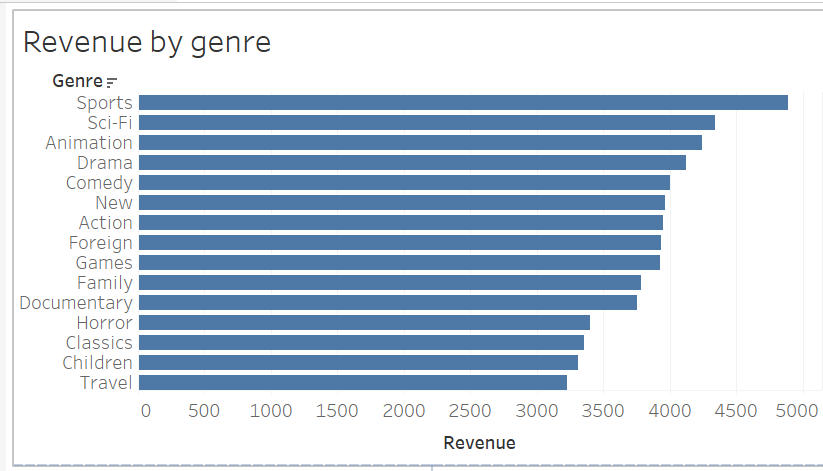 Revenue by genre
Genre
Sports
Sci-Fi
Animation
Drama
Comedy
New
Action
Foreign
Games
Family
Documentary
Horror
Classics
Children
Travel
0 500 1000 1500 2000 2500 3000 3500 4000 4500 5000
Revenue